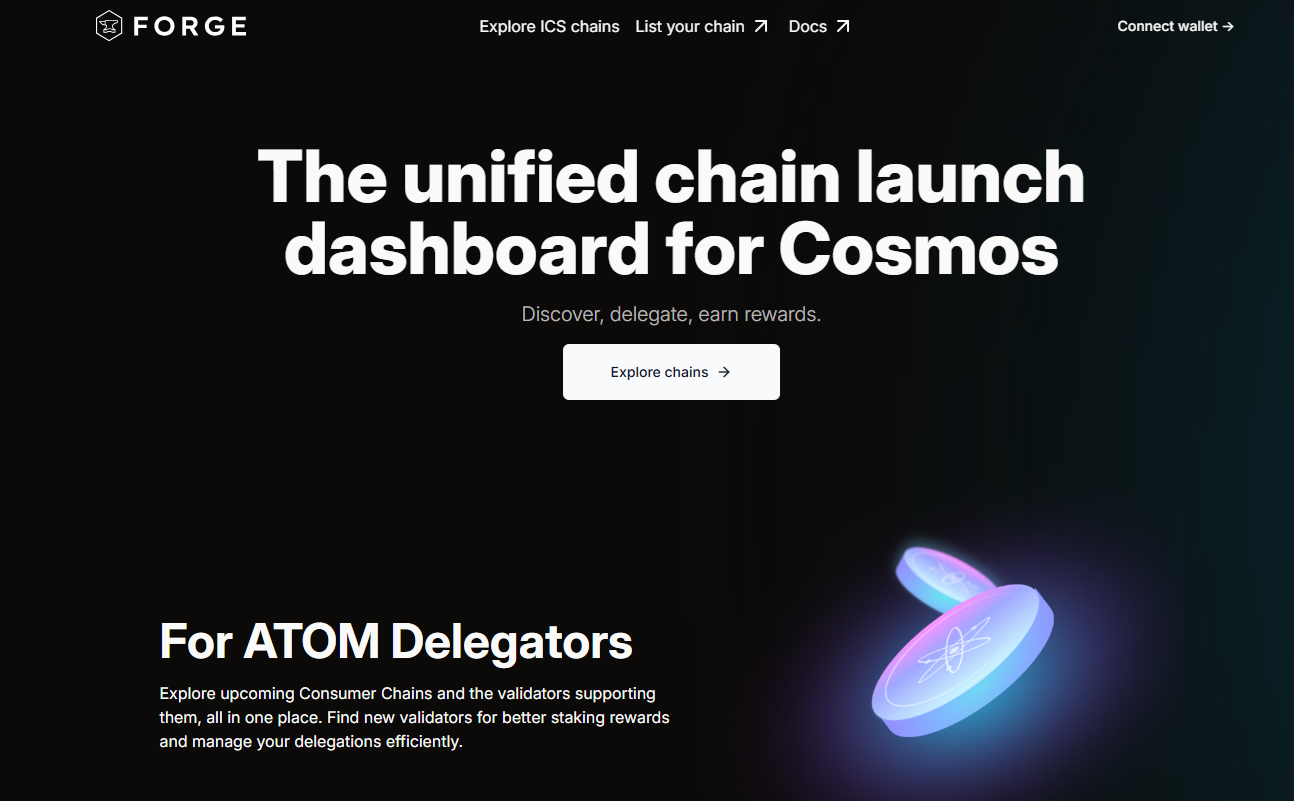 FORGE
Explore ICS chains
List your chain
Docs
Connect wallet →
The unified chain launch
dashboard for Cosmos
Discover, delegate, earn rewards.
Explore chains →
For ATOM Delegators
Explore upcoming Consumer Chains and the validators supporting
them, all in one place. Find new validators for better staking rewards
and manage your delegations efficiently.